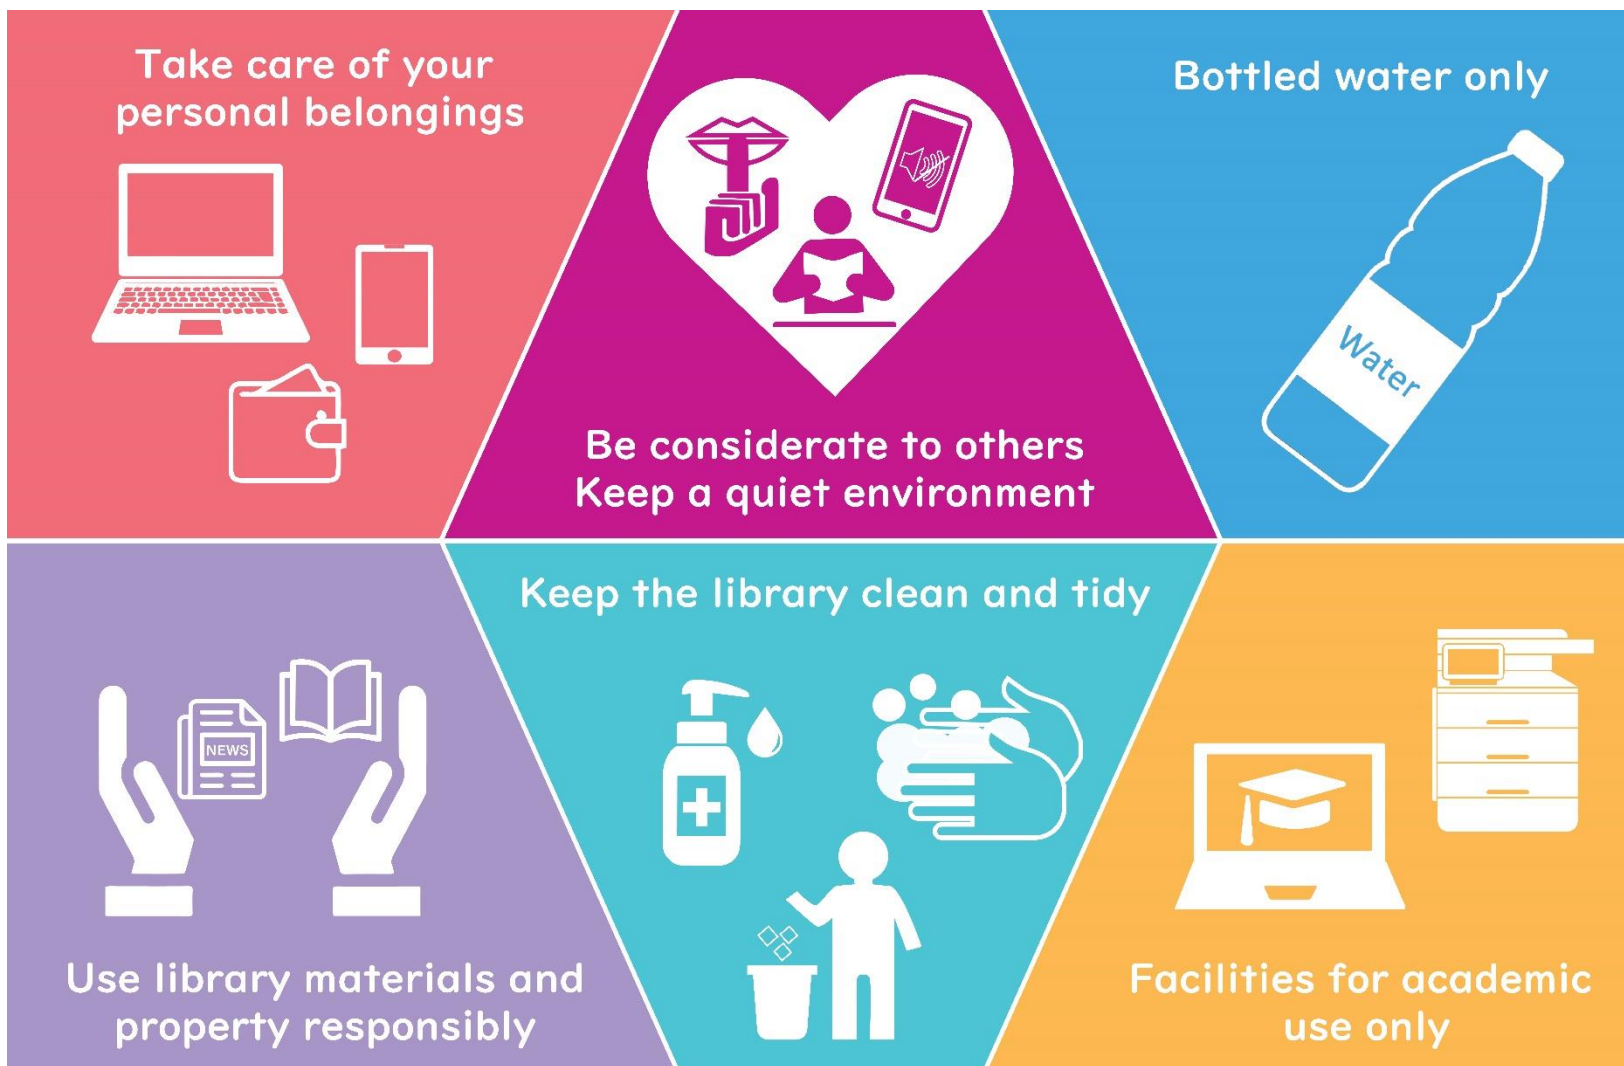 Take care of your
personal belongings
Be considerate to others
Keep a quiet environment
Bottled water only
Water
NEWS
Use library materials and
property responsibly
Keep the library clean and tidy
Facilities for academic
use only